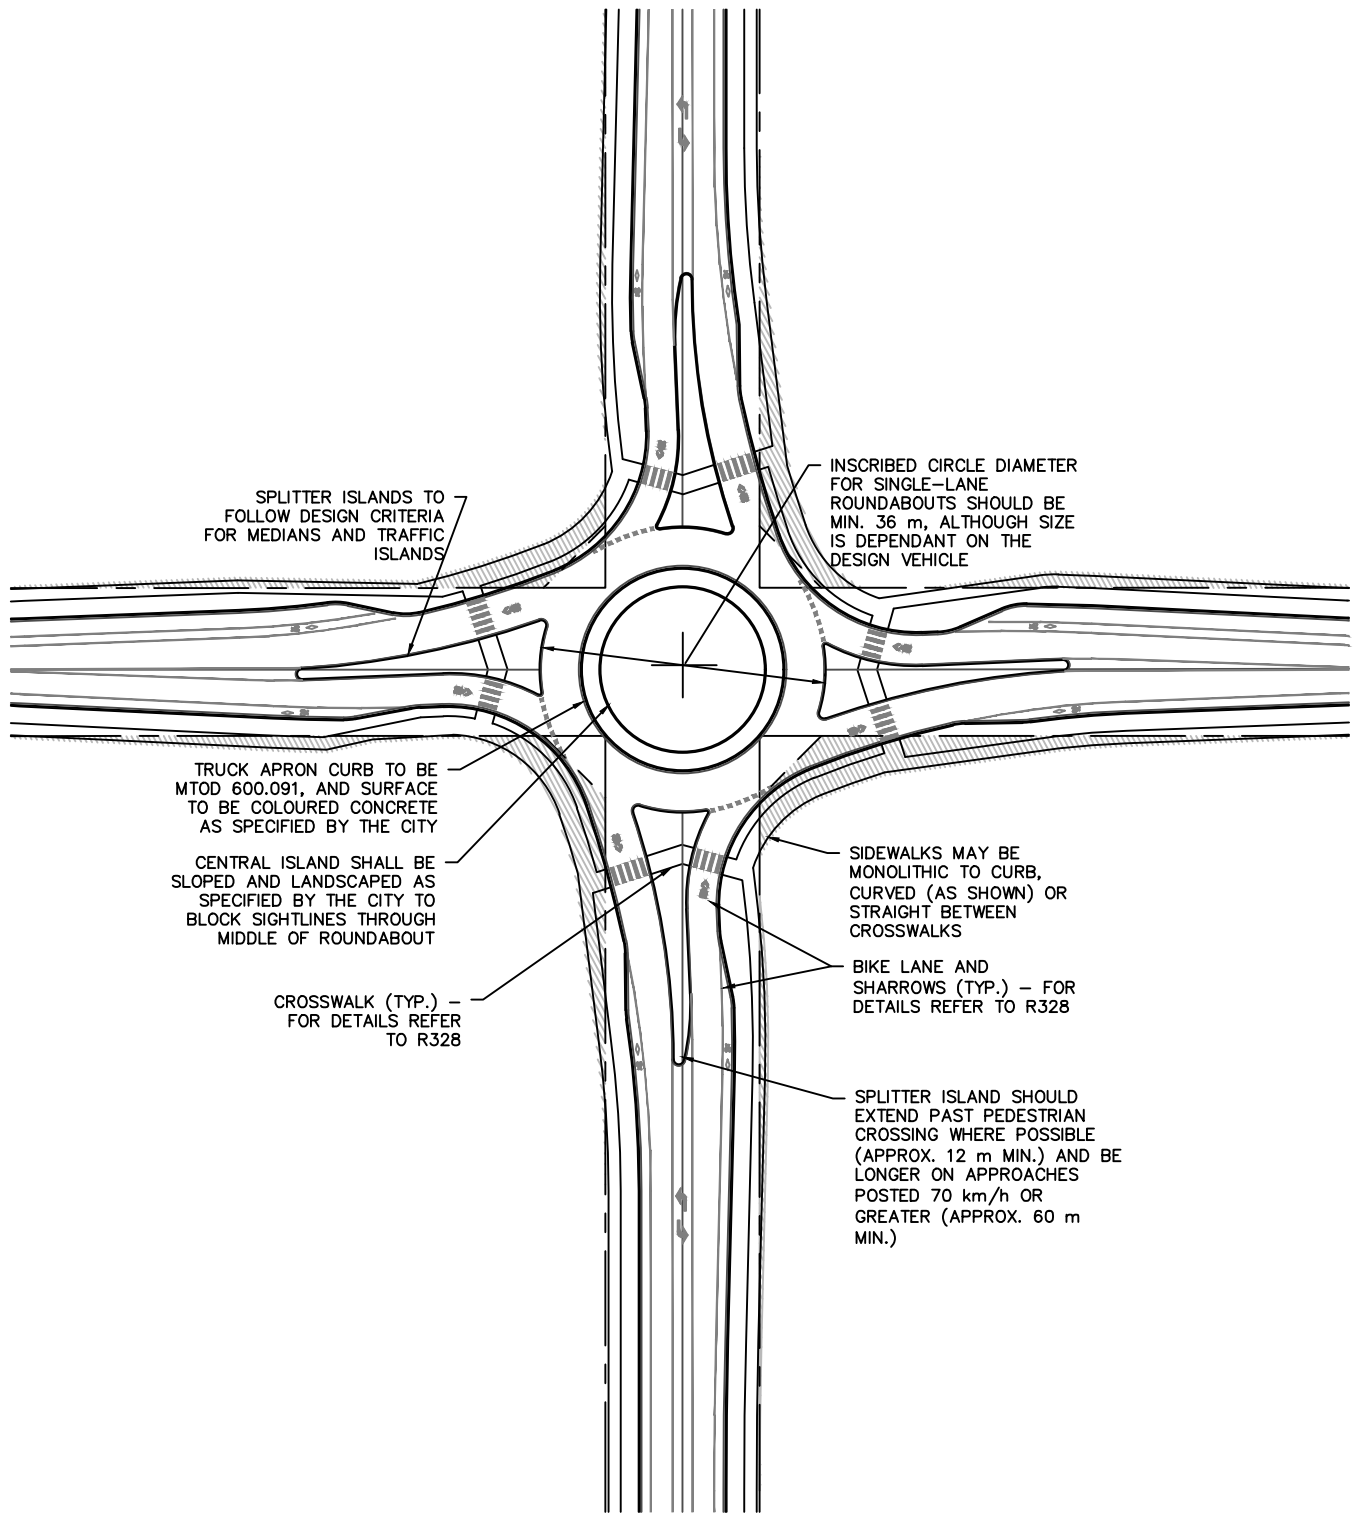 INSCRIBED CIRCLE DIAMETER
FOR SINGLE-LANE
ROUNDABOUTS SHOULD BE
MIN. 36 m, ALTHOUGH SIZE
IS DEPENDANT ON THE
DESIGN VEHICLE
SPLITTER ISLANDS TO
FOLLOW DESIGN CRITERIA
FOR MEDIANS AND TRAFFIC
ISLANDS
TRUCK APRON CURB TO BE
MTOD 600.091, AND SURFACE
TO BE COLOURED CONCRETE
AS SPECIFIED BY THE CITY
CENTRAL ISLAND SHALL BE
SLOPED AND LANDSCAPED AS
SPECIFIED BY THE CITY TO
BLOCK SIGHTLINES THROUGH
MIDDLE OF ROUNDABOUT
CROSSWALK (TYP.) –
FOR DETAILS REFER
TO R328
SIDEWALKS MAY BE
MONOLITHIC TO CURB,
CURVED (AS SHOWN) OR
STRAIGHT BETWEEN
CROSSWALKS
BIKE LANE AND
SHARROWS (TYP.) – FOR
DETAILS REFER TO R328
SPLITTER ISLAND SHOULD
EXTEND PAST PEDESTRIAN
CROSSING WHERE POSSIBLE
(APPROX. 12 m MIN.) AND BE
LONGER ON APPROACHES
POSTED 70 km/h OR
GREATER (APPROX. 60 m
MIN.)